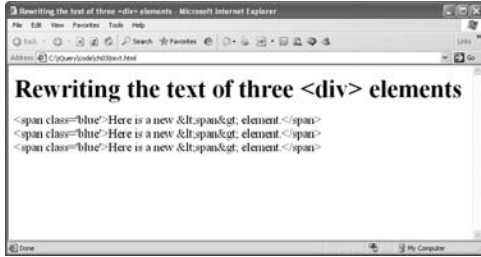 Rewriting the text of three <div> elements - Microsoft Internet Explorer
File Edit View Favorites Tools Help
Back Search Favorites
Address C:\jQuery\code\ch03\text.html Go Links
Rewriting the text of three <div> elements
<span class='blue'>Here is a new &lt;span&gt; element.</span>
<span class='blue'>Here is a new &lt;span&gt; element.</span>
<span class='blue'>Here is a new &lt;span&gt; element.</span>
Done My Computer